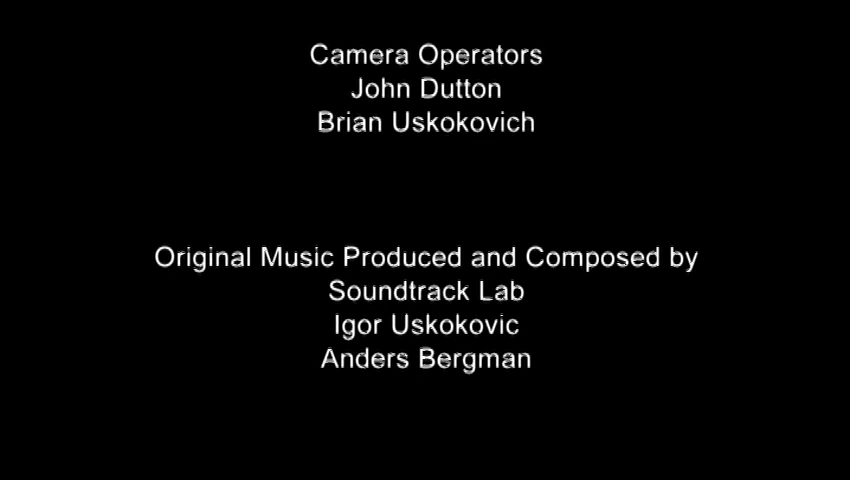 Camera Operators
John Dutton
Brian Uskokovich
Original Music Produced and Composed by
Soundtrack Lab
Igor Uskokovic
Anders Bergman